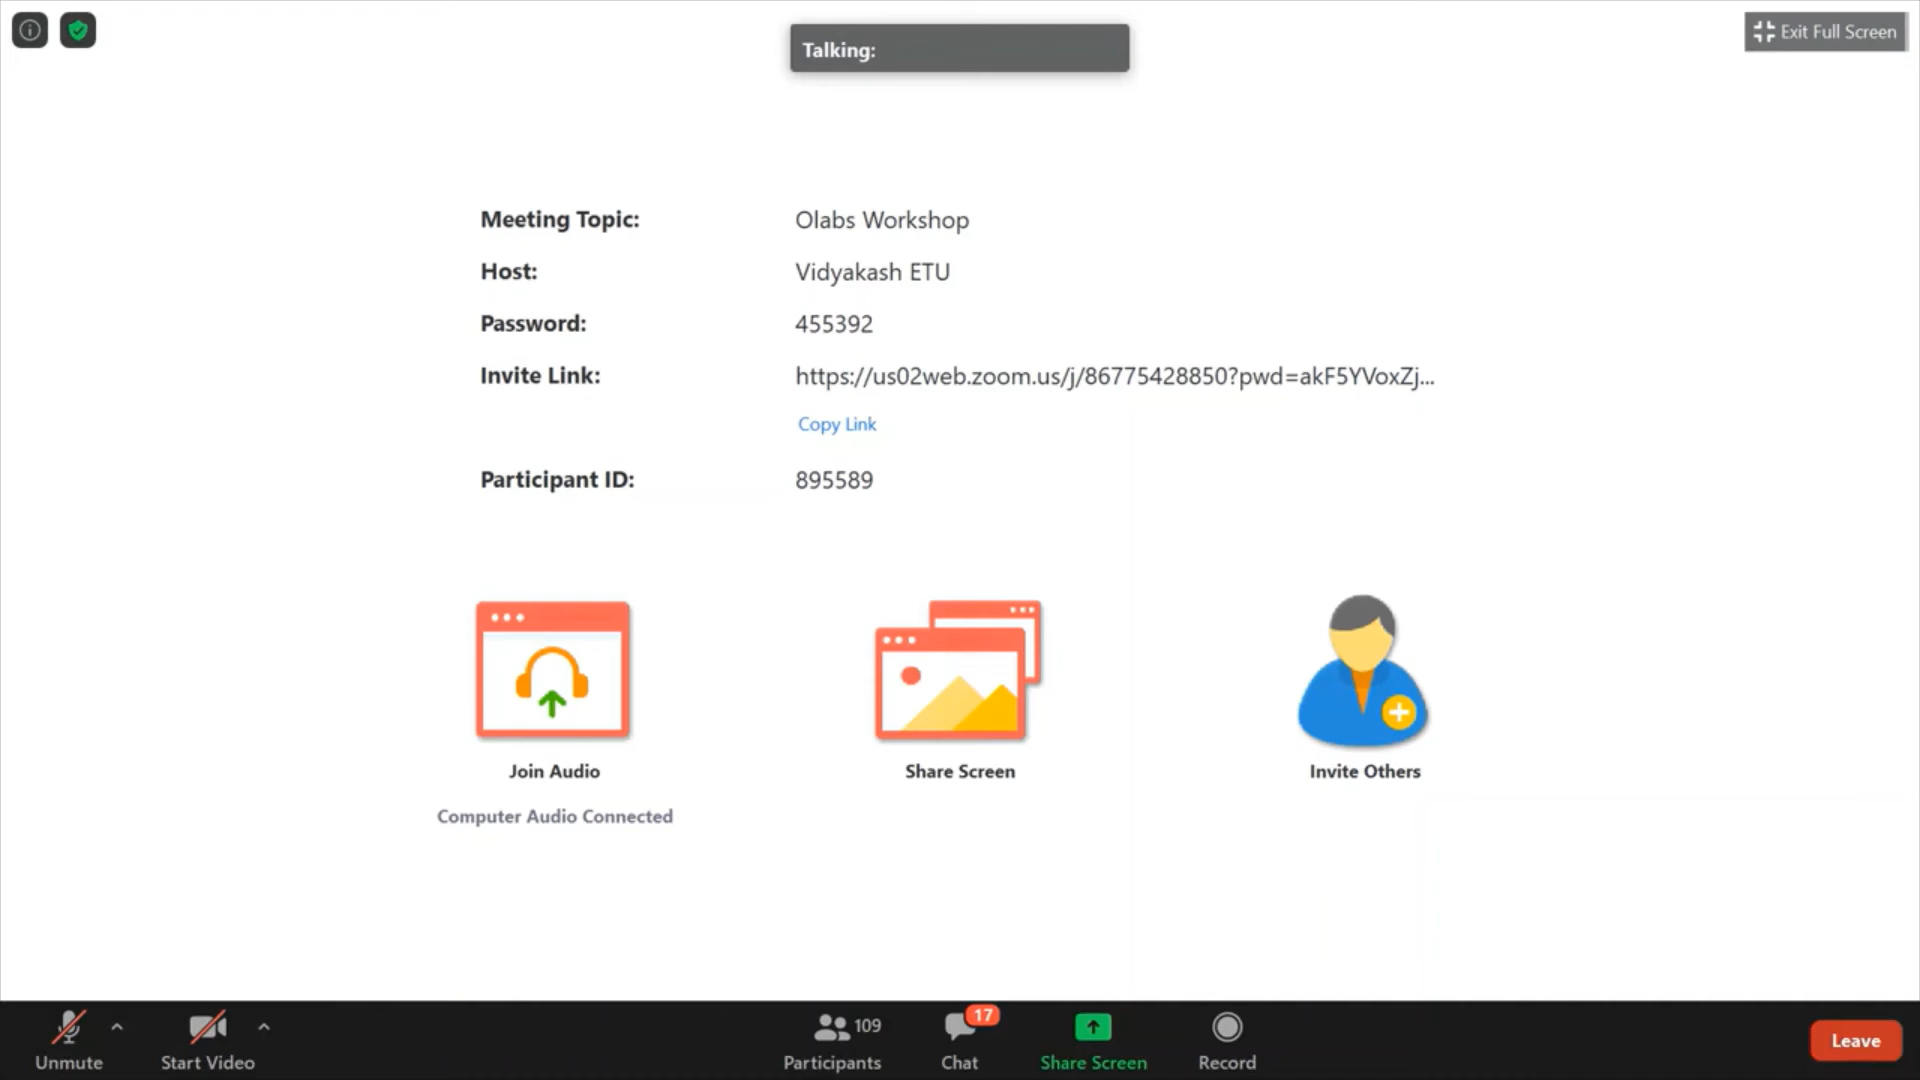 Talking:
Exit Full Screen
Meeting Topic: Olabs Workshop
Host: Vidyakash ETU
Password: 455392
Invite Link: https://us02web.zoom.us/j/86775428850?pwd=akF5YVoxZj...
Copy Link
Participant ID: 895589
Join Audio Share Screen Invite Others
Computer Audio Connected
109 17
Unmute Start Video Participants Chat Share Screen Record Leave